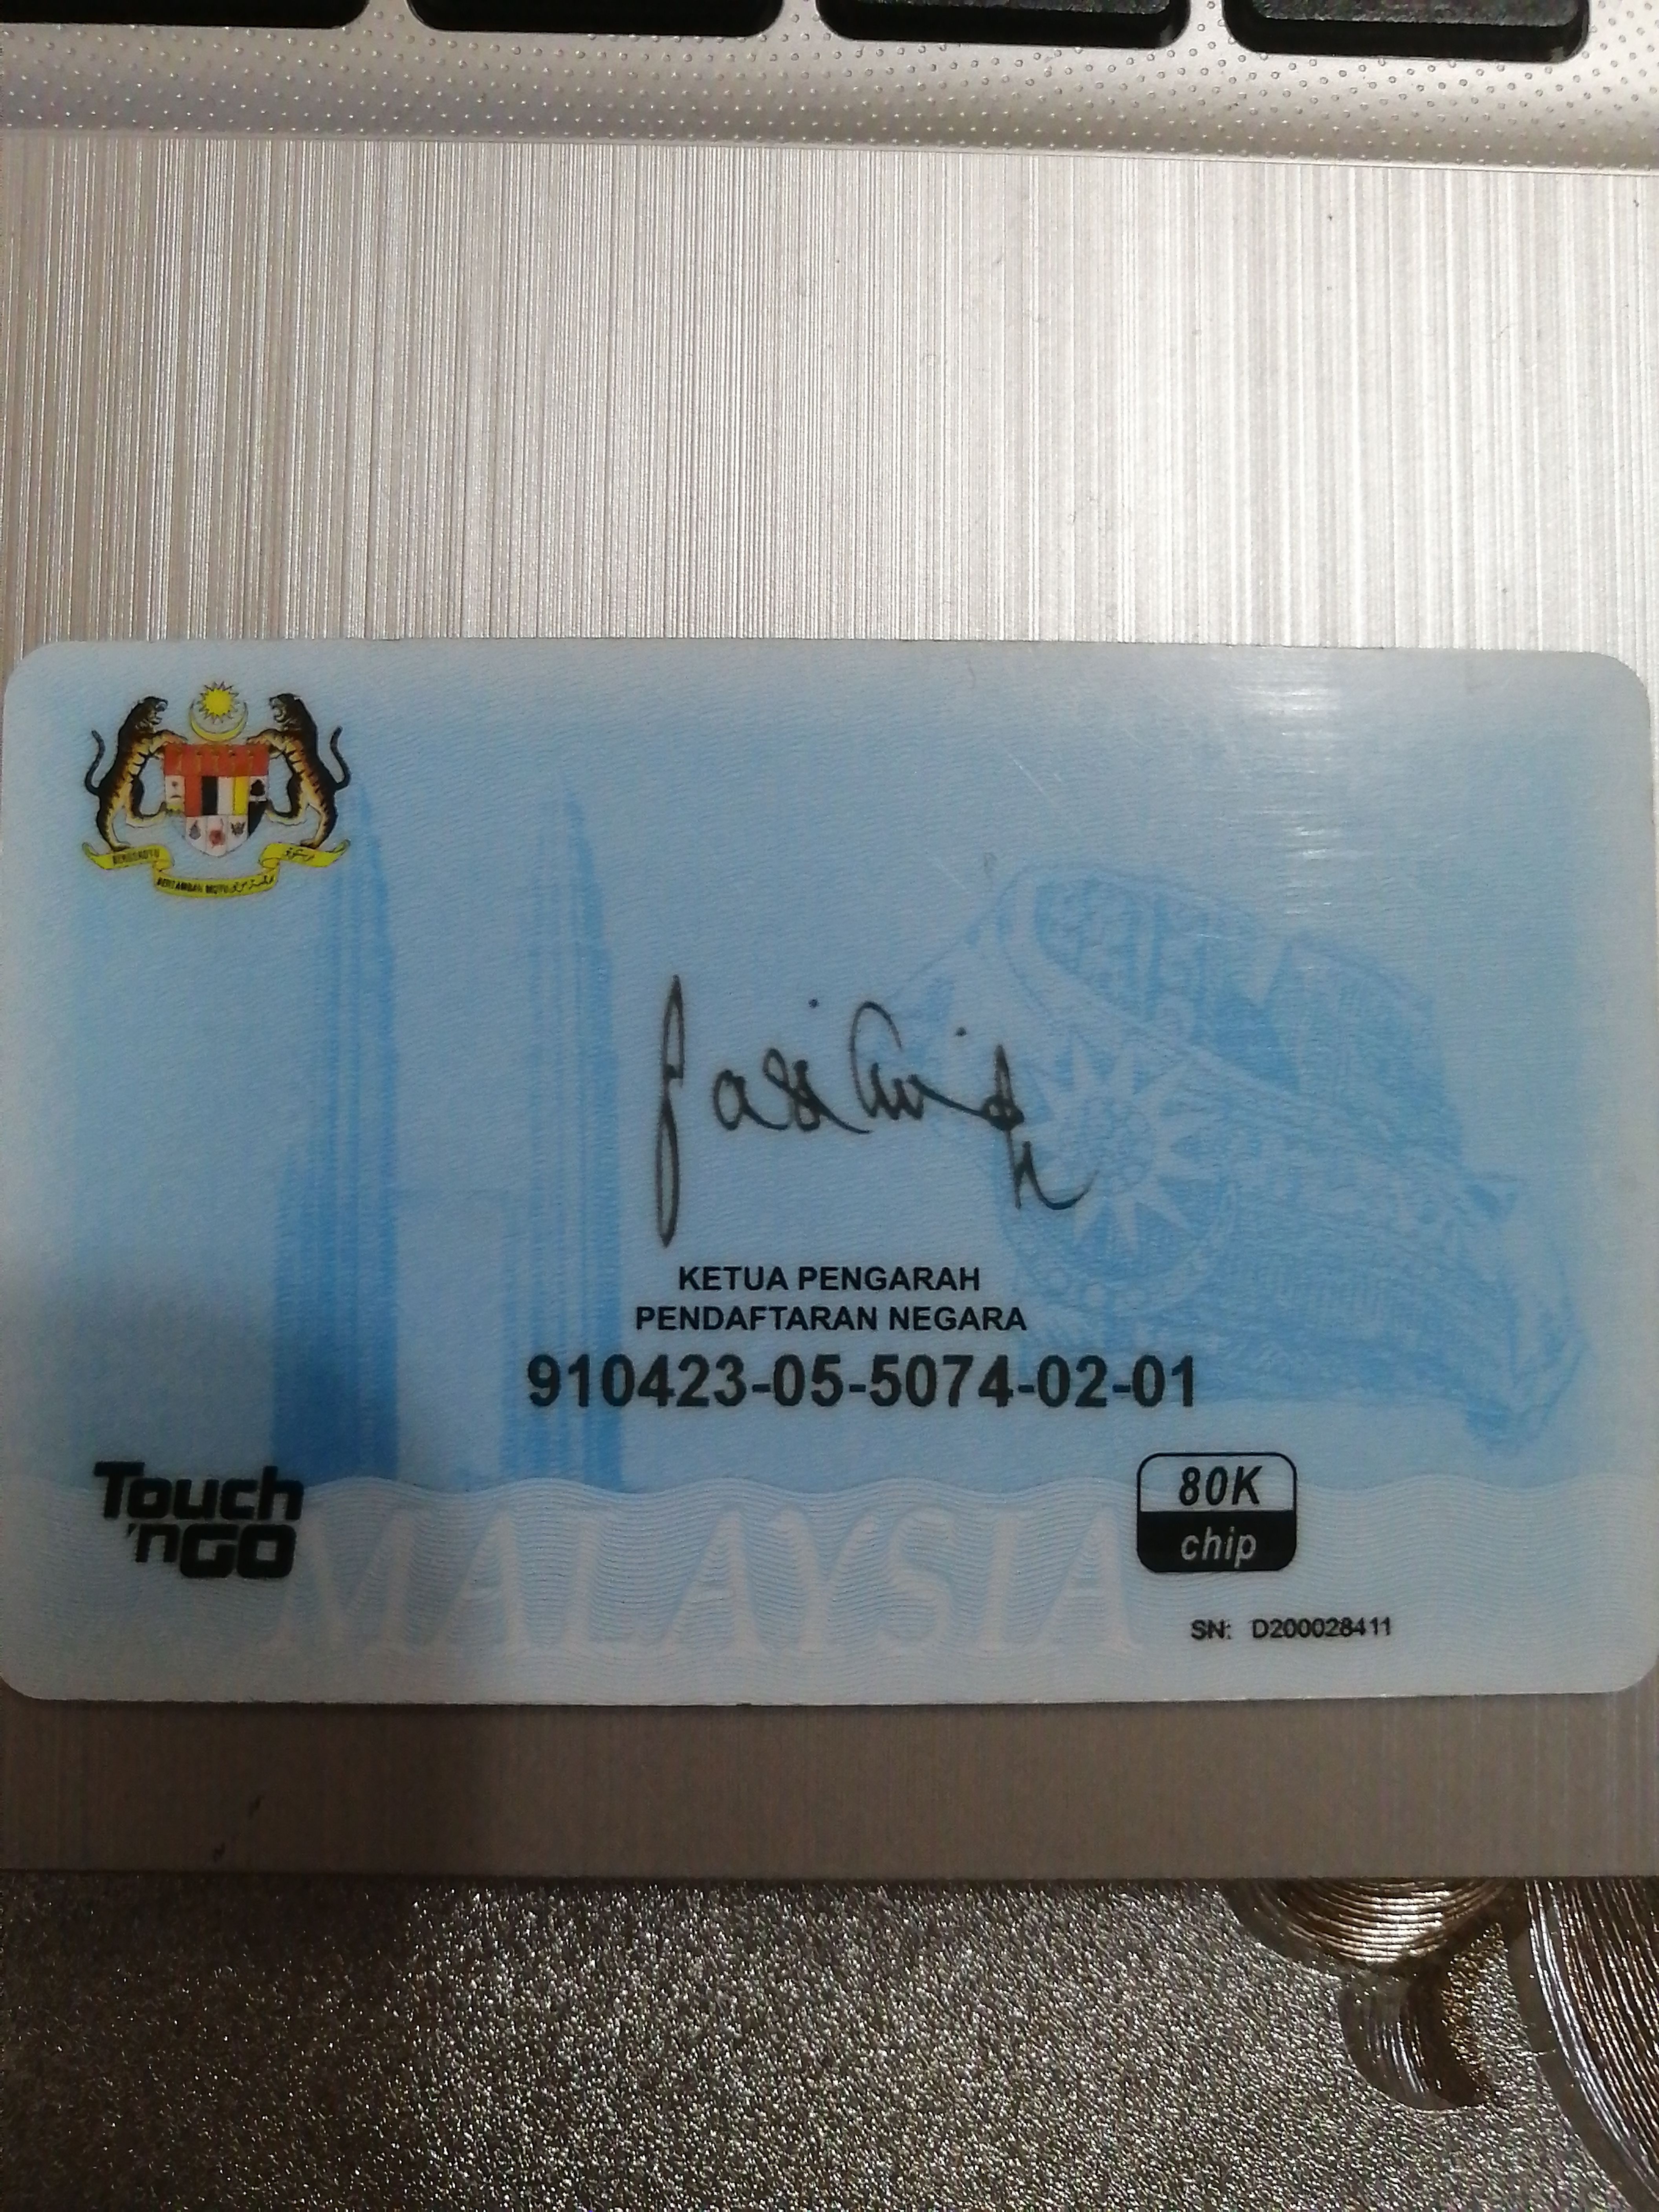 KETUA PENGARAH
PENDAFTARAN NEGARA
910423-05-5074-02-01
Touch
'nGO
80K
chip
MALAYSIA
SN: D200028411